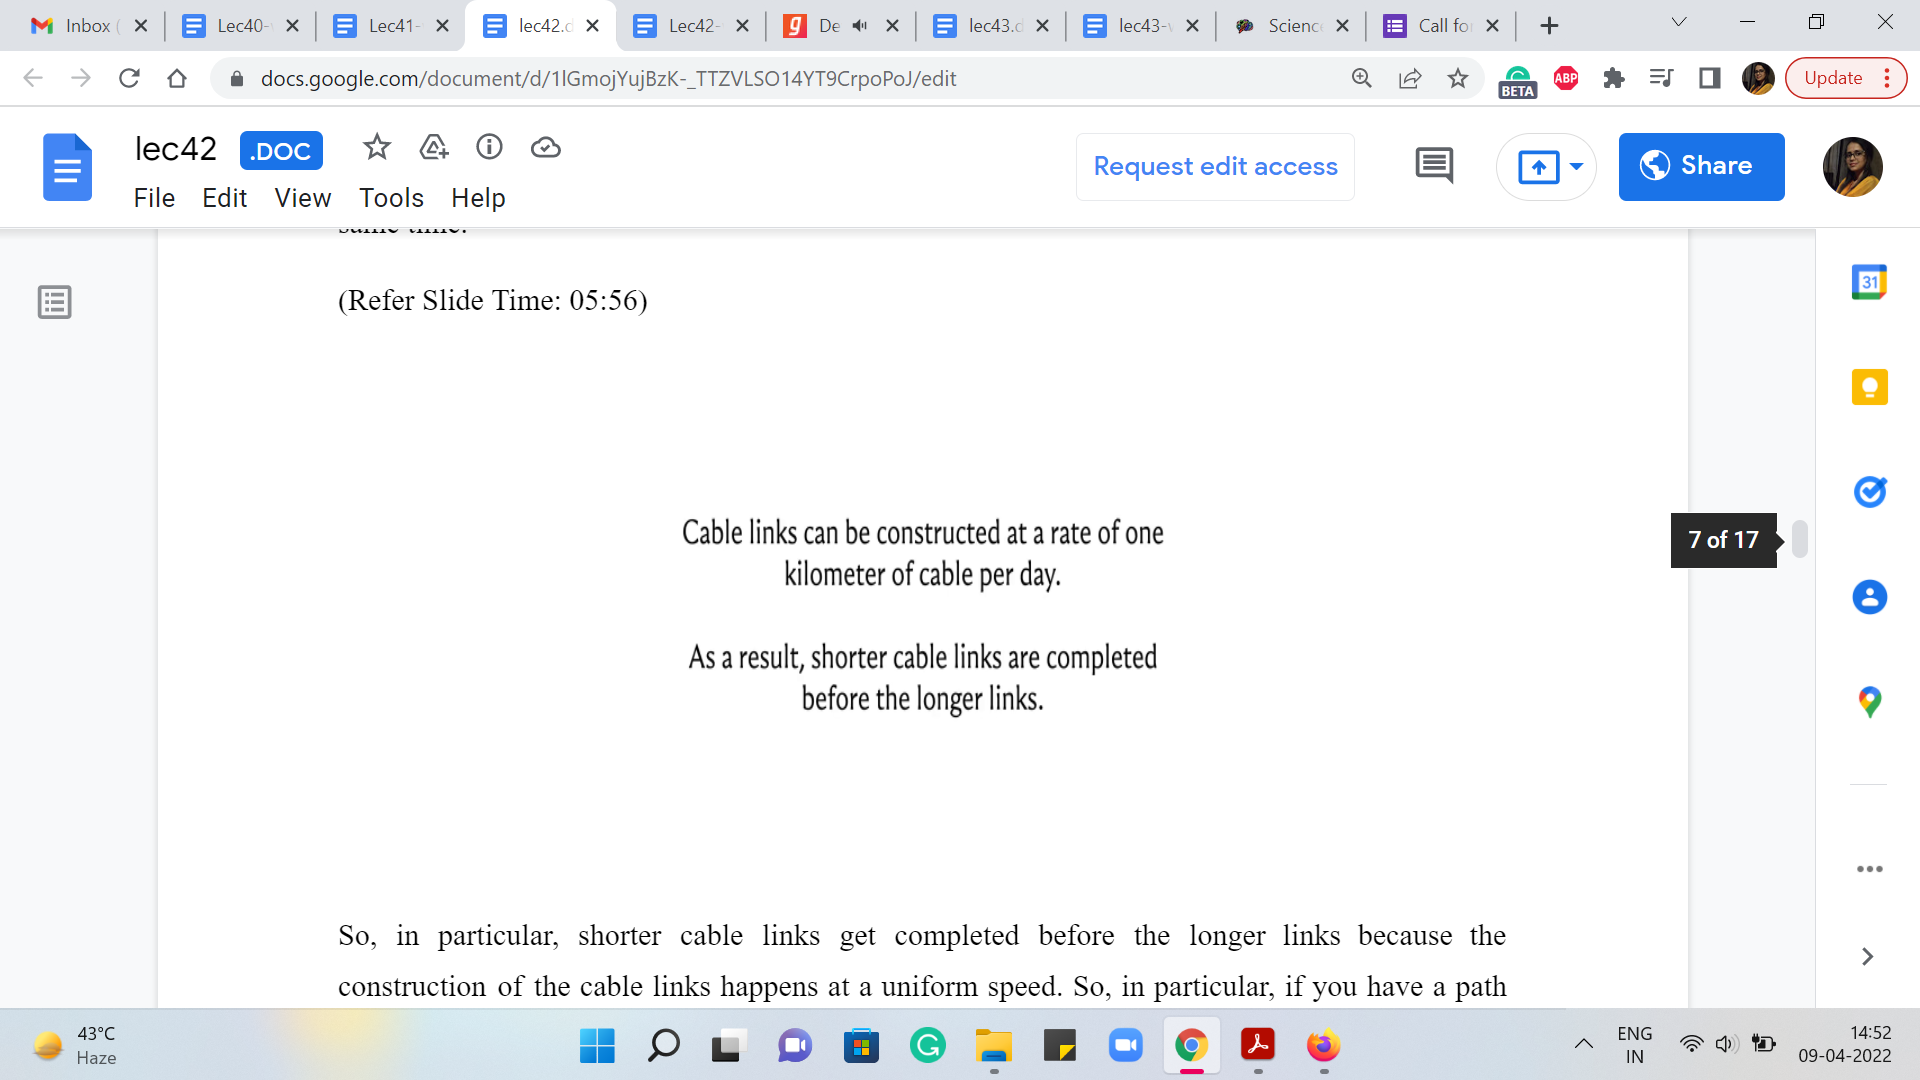 Inbox (
Lec40-
Lec41-
lec42.d
Lec42-
De
lec43.d
lec43-
Science
Call fo
docs.google.com/document/d/1lGmojYujBzK-_TTZVLSO14YT9CrpoPoJ/edit
BETA
ABP
Update
lec42
.DOC
Request edit access
Share
File Edit View Tools Help
same time.
(Refer Slide Time: 05:56)
31
Cable links can be constructed at a rate of one
kilometer of cable per day.
7 of 17
As a result, shorter cable links are completed
before the longer links.
So, in particular, shorter cable links get completed before the longer links because the
construction of the cable links happens at a uniform speed. So, in particular, if you have a path
43°C
Haze
ENG
IN
14:52
09-04-2022